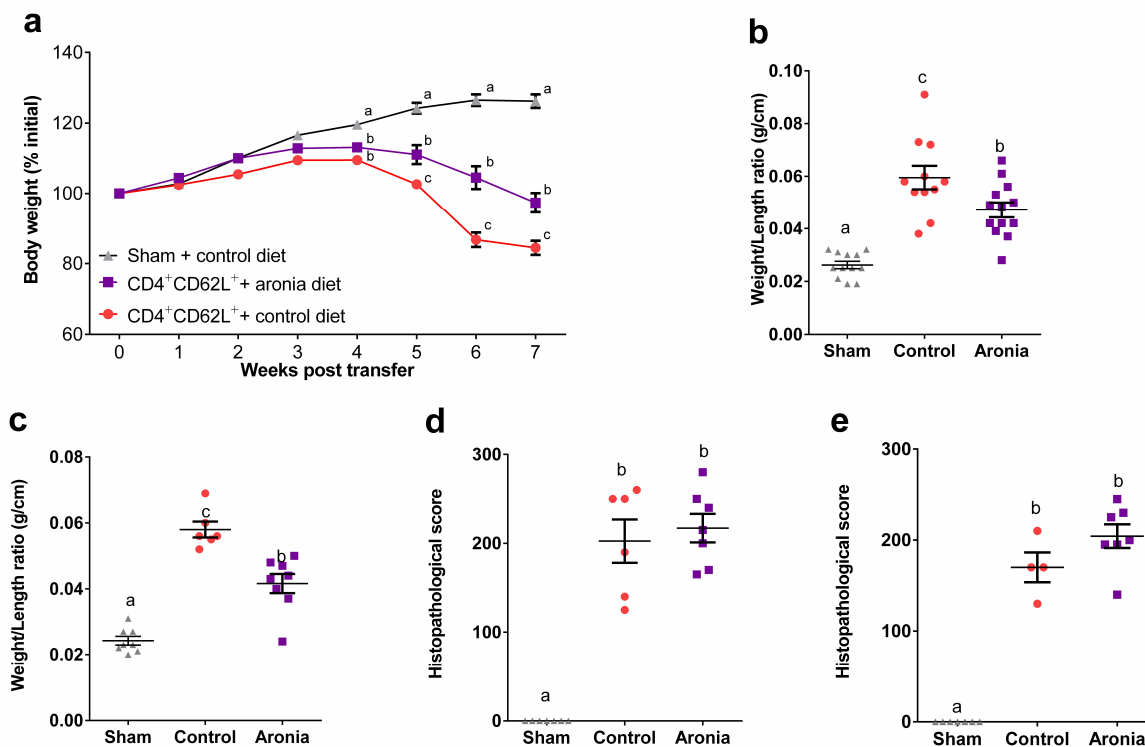 a
140
120
100
80
60
Body weight (% initial)
a
a
a
a
b
b
b
b
b
c
c
c
Sham + control diet
CD4+CD62L+ + aronia diet
CD4+CD62L+ + control diet
0 1 2 3 4 5 6 7
Weeks post transfer
b
0.10
0.08
0.06
0.04
0.02
0.00
Weight/Length ratio (g/cm)
a
c
b
Sham Control Aronia
c
0.08
0.06
0.04
0.02
0.00
Weight/Length ratio (g/cm)
a
c
b
Sham Control Aronia
d
300
200
100
0
Histopathological score
a
b
b
Sham Control Aronia
e
300
200
100
0
Histopathological score
a
b
b
Sham Control Aronia